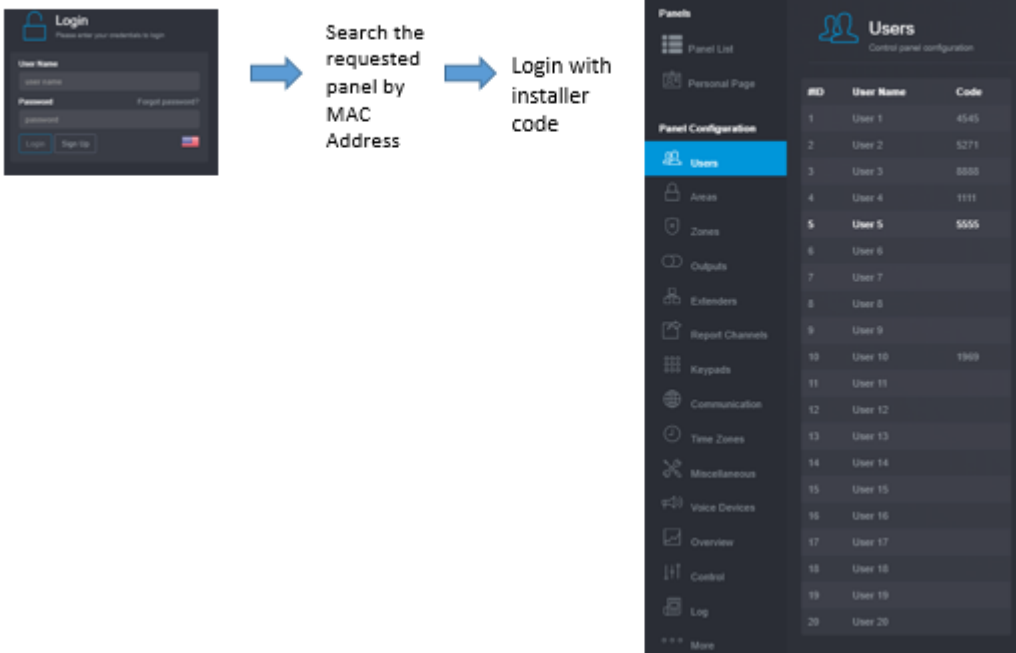 Login
Please enter your credentials to login
User Name
user name
Password Forgot password?
password
Login Sign Up
Search the
requested
panel by
MAC
Address
Login with
installer
code
Panels
Panel List
Personal Page
Panel Configuration
Users
Areas
Zones
Outputs
Extenders
Report Channels
Keypads
Communication
Time Zones
Miscellaneous
Voice Devices
Overview
Control
Log
More
Users
Control panel configuration
#ID User Name Code
1 User 1 4545
2 User 2 5271
3 User 3 8888
4 User 4 1111
5 User 5 5555
6 User 6
7 User 7
8 User 8
9 User 9
10 User 10 1969
11 User 11
12 User 12
13 User 13
14 User 14
15 User 15
16 User 16
17 User 17
18 User 18
19 User 19
20 User 20